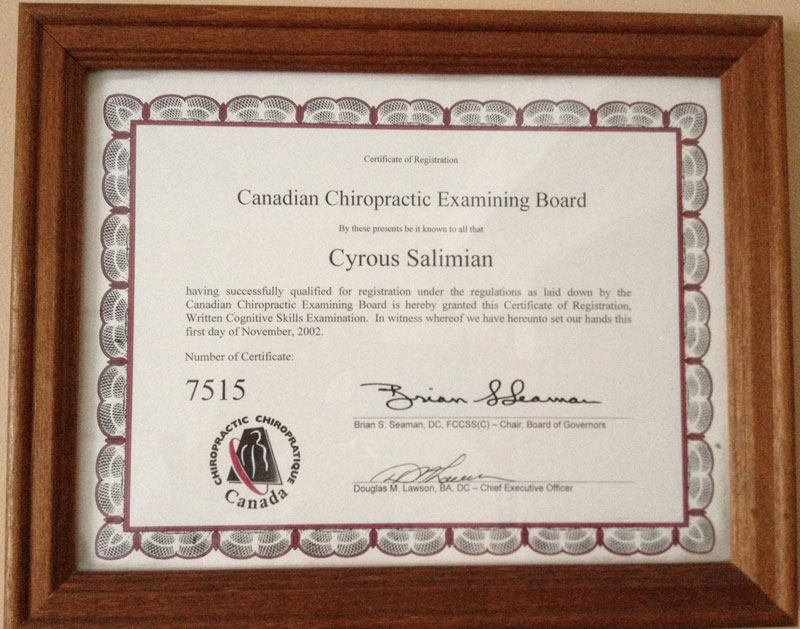 Certificate of Registration
Canadian Chiropractic Examining Board
By these presents be it known to all that
Cyrous Salimian
having successfully qualified for registration under the regulations as laid down by the
Canadian Chiropractic Examining Board is hereby granted this Certificate of Registration,
Written Cognitive Skills Examination. In witness whereof we have hereunto set our hands this
first day of November, 2002.
Number of Certificate:
7515
Brian S Seaman
Brian S. Seaman, DC, FCCSS(C) – Chair, Board of Governors
CHIROPRACTIC CHIROPRATIQUE
Canada
Douglas M. Lawson, BA, DC – Chief Executive Officer